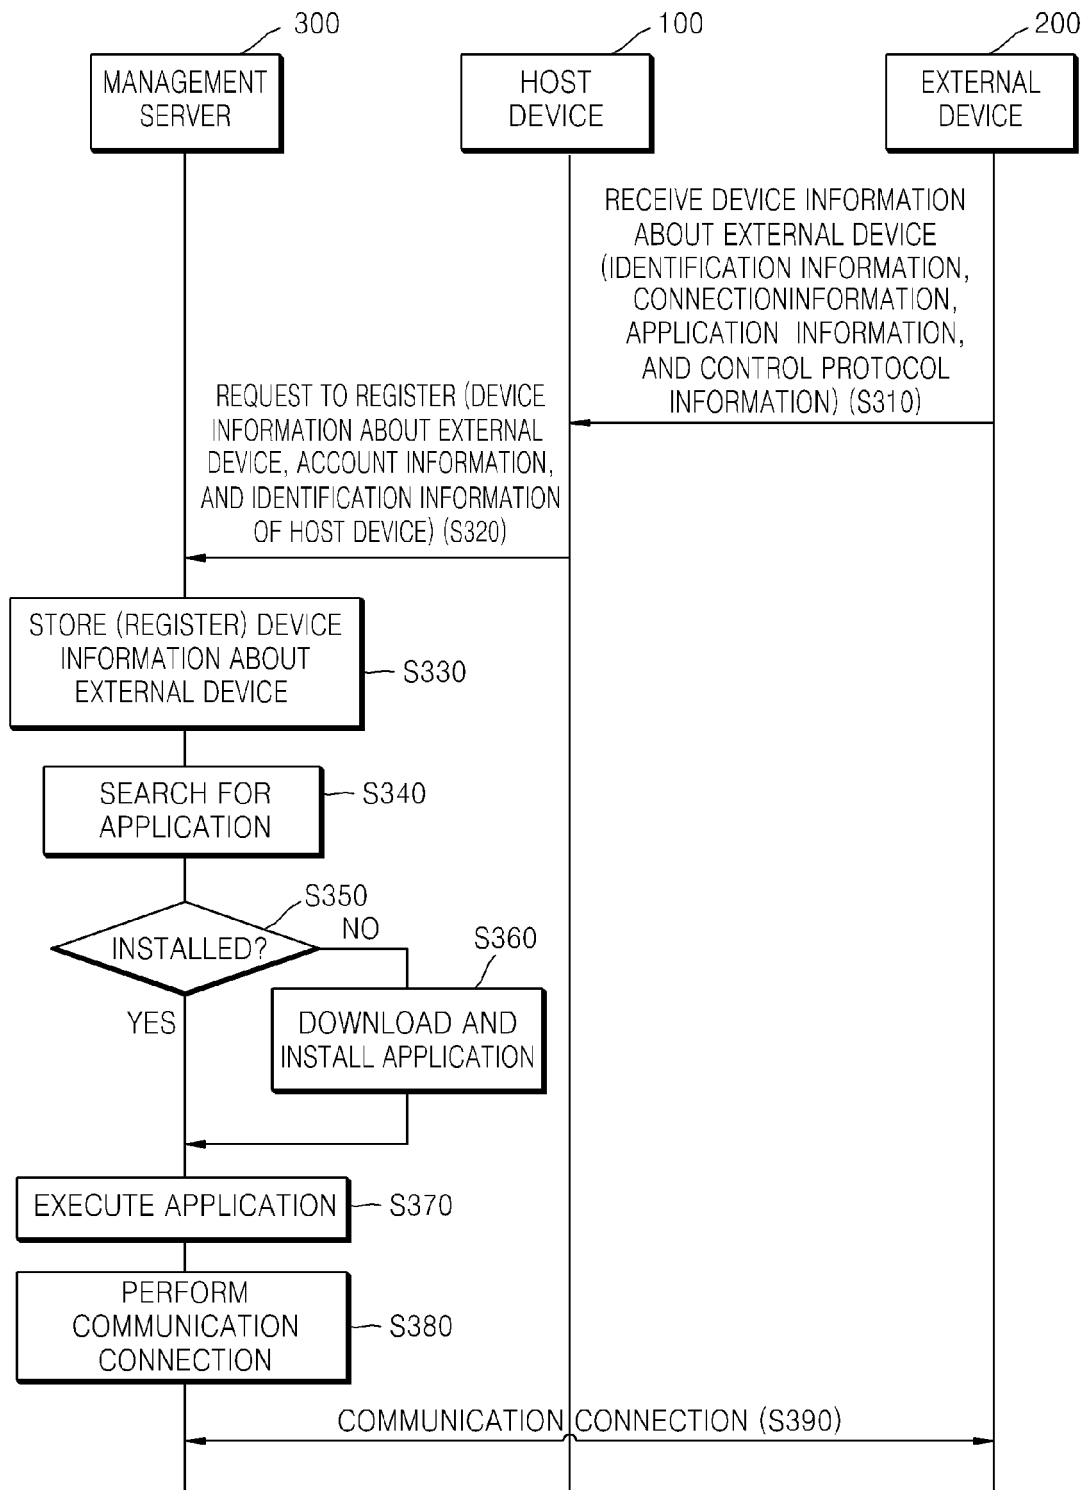 300
100
200
MANAGEMENT
SERVER
HOST
DEVICE
EXTERNAL
DEVICE
RECEIVE DEVICE INFORMATION
ABOUT EXTERNAL DEVICE
(IDENTIFICATION INFORMATION,
CONNECTIONINFORMATION,
APPLICATION INFORMATION,
AND CONTROL PROTOCOL
INFORMATION) (S310)
REQUEST TO REGISTER (DEVICE
INFORMATION ABOUT EXTERNAL
DEVICE, ACCOUNT INFORMATION,
AND IDENTIFICATION INFORMATION
OF HOST DEVICE) (S320)
STORE (REGISTER) DEVICE
INFORMATION ABOUT
EXTERNAL DEVICE
S330
SEARCH FOR
APPLICATION
S340
S350
INSTALLED?
NO
YES
S360
DOWNLOAD AND
INSTALL APPLICATION
EXECUTE APPLICATION
S370
PERFORM
COMMUNICATION
CONNECTION
S380
COMMUNICATION CONNECTION (S390)